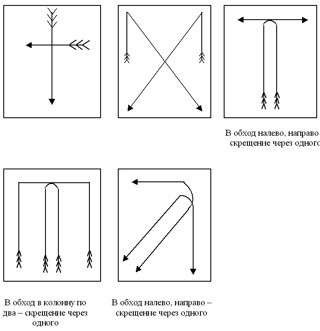 В обход налево, направо
скрещение через одного
В обход в колонну по
два – скрещение через
одного
В обход налево, направо –
скрещение через одного